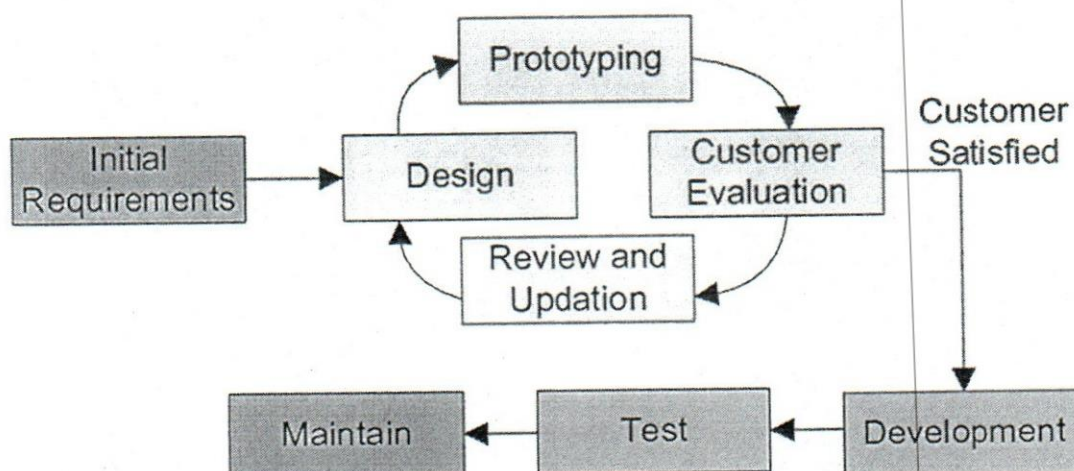 Prototyping
Customer
Satisfied
Initial
Requirements
Design
Customer
Evaluation
Review and
Updation
Maintain
Test
Development